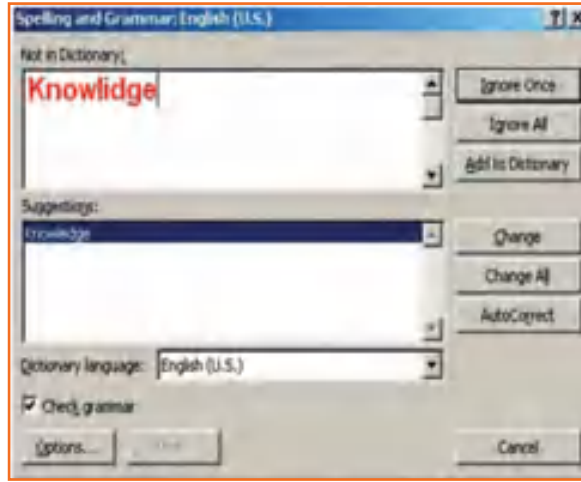 Spelling and Grammar: English (U.S.)
Not in Dictionary:
Knowlidge
Ignore Once
Ignore All
Add to Dictionary
Suggestions:
knowledge
Change
Change All
AutoCorrect
Dictionary language: English (U.S.)
Check grammar
Options...
Cancel